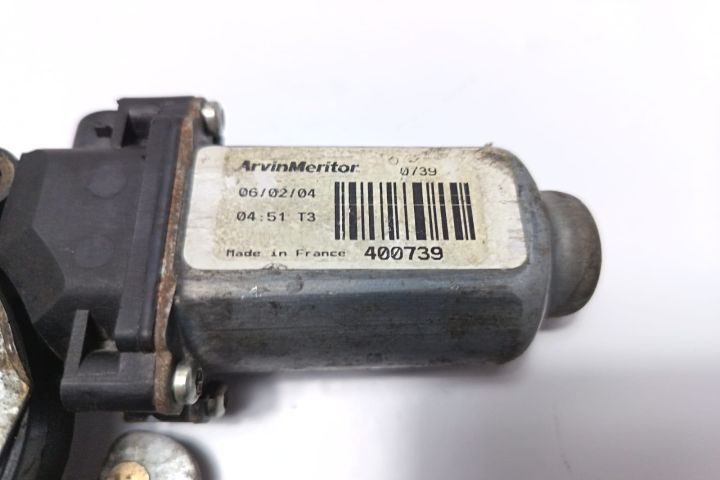 ArvinMeritor 0739
06/02/04
04:51 T3
Made in France 400739